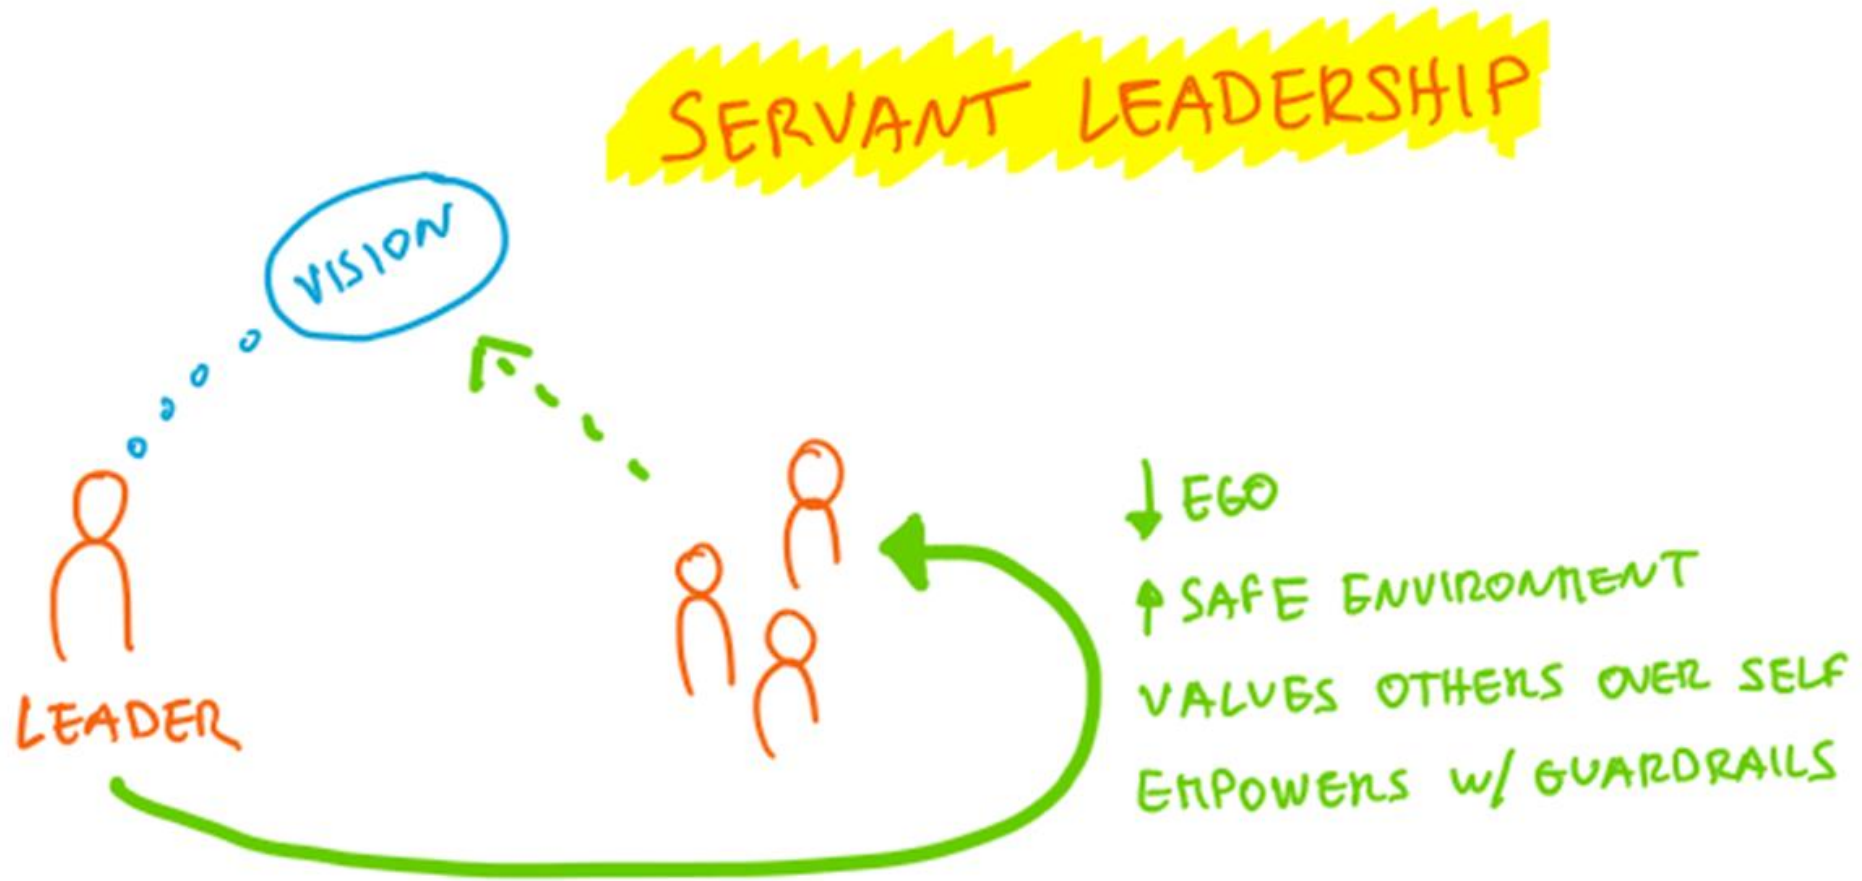 SERVANT LEADERSHIP
VISION
LEADER
↓ EGO
↑ SAFE ENVIRONMENT
VALUES OTHERS OVER SELF
EMPOWERS W/ GUARDRAILS